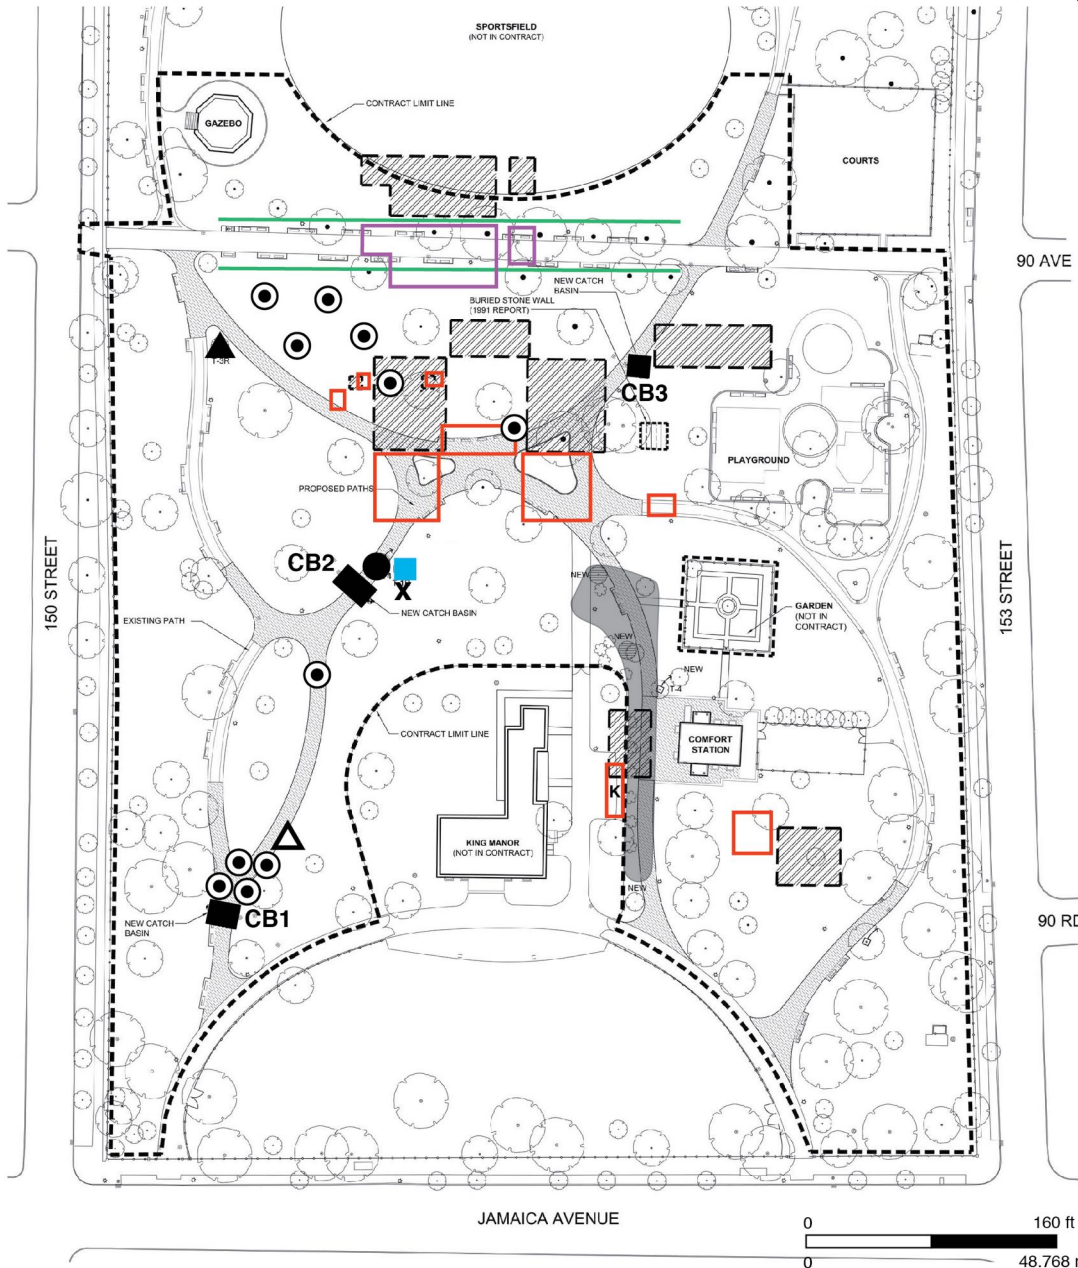 SPORTSFIELD
(NOT IN CONTRACT)
CONTRACT LIMIT LINE
GAZEBO
COURTS
90 AVE
NEW CATCH
BASIN
BURIED STONE WALL
(1991 REPORT)
T-3R
CB3
PLAYGROUND
PROPOSED PATHS
150 STREET
153 STREET
CB2
X
NEW CATCH BASIN
NEW
EXISTING PATH
GARDEN
(NOT IN
CONTRACT)
NEW
NEW
T-4
CONTRACT LIMIT LINE
COMFORT
STATION
K
KING MANOR
(NOT IN CONTRACT)
NEW
NEW CATCH
BASIN
CB1
90 RD
JAMAICA AVENUE
0
160 ft
0
48.768 r